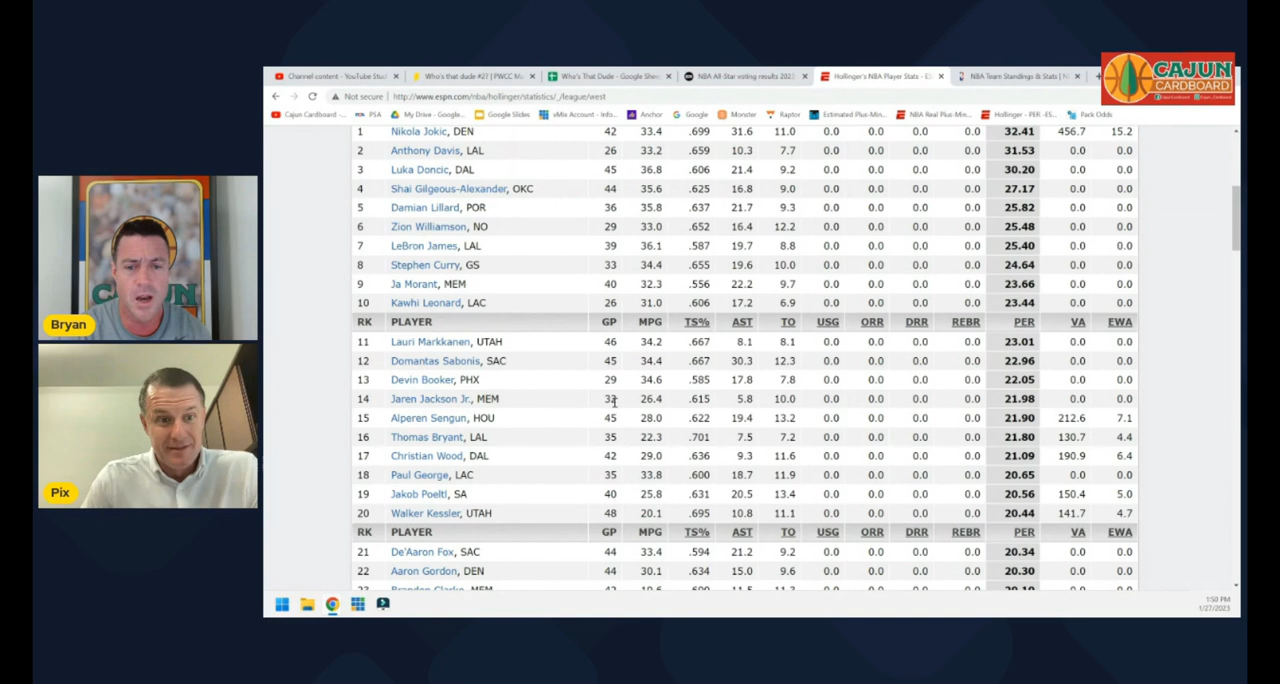 CAJUN
CARDBOARD
Channel content - YouTube Stud
Who's that dude #2? | PWCC M
Who's That Dude - Google Shee
NBA All-Star voting results 2023
Hollinger's NBA Player Stats - ES
NBA Team Standings & Stats | N
Not secure | http://www.espn.com/nba/hollinger/statistics/_/league/west
Cajun Cardboard -... PSA My Drive - Google... Google Slides vMix Account - Info... Anchor Google Monster Raptor Estimated Plus-Min... NBA Real Plus-Min... Hollinger - PER -ES... Pack Odds
1 Nikola Jokic, DEN 42 33.4 .699 31.6 11.0 0.0 0.0 0.0 0.0 32.41 456.7 15.2
2 Anthony Davis, LAL 26 33.2 .659 10.3 7.7 0.0 0.0 0.0 0.0 31.53 0.0 0.0
3 Luka Doncic, DAL 45 36.8 .606 21.4 9.2 0.0 0.0 0.0 0.0 30.20 0.0 0.0
4 Shai Gilgeous-Alexander, OKC 44 35.6 .625 16.8 9.0 0.0 0.0 0.0 0.0 27.17 0.0 0.0
5 Damian Lillard, POR 36 35.8 .637 21.7 9.3 0.0 0.0 0.0 0.0 25.82 0.0 0.0
6 Zion Williamson, NO 29 33.0 .652 16.4 12.2 0.0 0.0 0.0 0.0 25.48 0.0 0.0
7 LeBron James, LAL 39 36.1 .587 19.7 8.8 0.0 0.0 0.0 0.0 25.40 0.0 0.0
8 Stephen Curry, GS 33 34.4 .655 19.6 10.0 0.0 0.0 0.0 0.0 24.64 0.0 0.0
9 Ja Morant, MEM 40 32.3 .556 22.2 9.7 0.0 0.0 0.0 0.0 23.66 0.0 0.0
10 Kawhi Leonard, LAC 26 31.0 .606 17.2 6.9 0.0 0.0 0.0 0.0 23.44 0.0 0.0
RK PLAYER GP MPG TS% AST TO USG ORR DRR REBR PER VA EWA
11 Lauri Markkanen, UTAH 46 34.2 .667 8.1 8.1 0.0 0.0 0.0 0.0 23.01 0.0 0.0
12 Domantas Sabonis, SAC 45 34.4 .667 30.3 12.3 0.0 0.0 0.0 0.0 22.96 0.0 0.0
13 Devin Booker, PHX 29 34.6 .585 17.8 7.8 0.0 0.0 0.0 0.0 22.05 0.0 0.0
14 Jaren Jackson Jr., MEM 26.4 .615 5.8 10.0 0.0 0.0 0.0 0.0 21.98 0.0 0.0
15 Alperen Sengun, HOU 45 28.0 .622 19.4 13.2 0.0 0.0 0.0 0.0 21.90 212.6 7.1
16 Thomas Bryant, LAL 35 22.3 .701 7.5 7.2 0.0 0.0 0.0 0.0 21.80 130.7 4.4
17 Christian Wood, DAL 42 29.0 .636 9.3 11.6 0.0 0.0 0.0 0.0 21.09 190.9 6.4
18 Paul George, LAC 35 33.8 .600 18.7 11.9 0.0 0.0 0.0 0.0 20.65 0.0 0.0
19 Jakob Poeltl, SA 40 25.8 .631 20.5 13.4 0.0 0.0 0.0 0.0 20.56 150.4 5.0
20 Walker Kessler, UTAH 48 20.1 .695 10.8 11.1 0.0 0.0 0.0 0.0 20.44 141.7 4.7
RK PLAYER GP MPG TS% AST TO USG ORR DRR REBR PER VA EWA
21 De'Aaron Fox, SAC 44 33.4 .594 21.2 9.2 0.0 0.0 0.0 0.0 20.34 0.0 0.0
22 Aaron Gordon, DEN 44 30.1 .634 15.0 9.6 0.0 0.0 0.0 0.0 20.30 0.0 0.0
Bryan
Pix
1:50 PM
1/27/2023